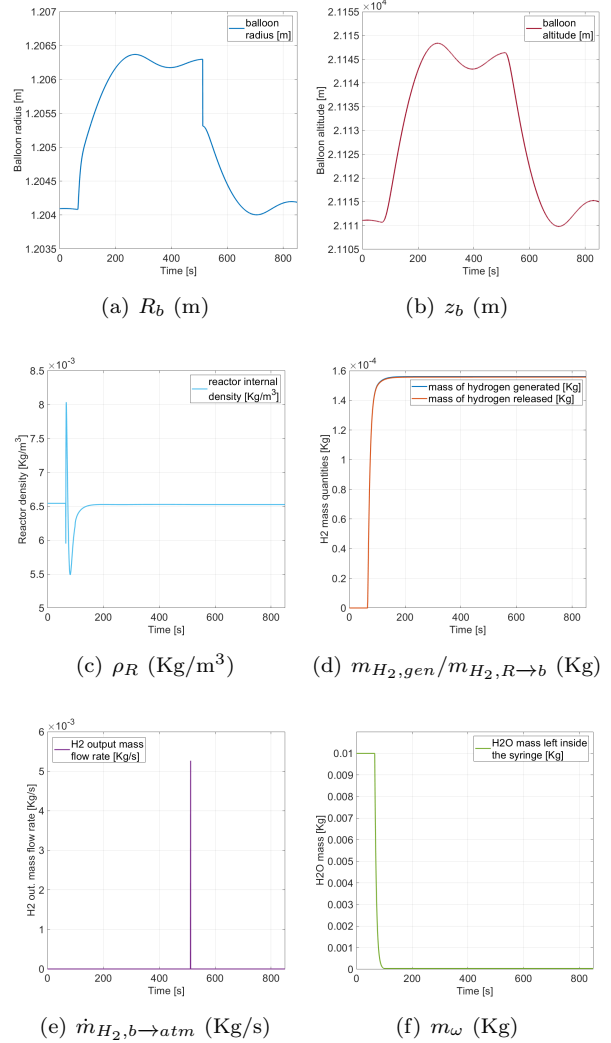 1.207
1.2065
1.206
1.2055
1.205
1.2045
1.204
1.2035
0 200 400 600 800
Time [s]
Balloon radius [m]
balloon
radius [m]
(a) R_b (m)
×10^4
2.1155
2.115
2.1145
2.114
2.1135
2.113
2.1125
2.112
2.1115
2.111
2.1105
0 200 400 600 800
Time [s]
Balloon altitude [m]
balloon
altitude [m]
(b) z_b (m)
×10^-3
8.5
8
7.5
7
6.5
6
5.5
5
0 200 400 600 800
Time [s]
Reactor density [Kg/m^3]
reactor internal
density [Kg/m^3]
(c) ρ_R (Kg/m^3)
×10^-4
1.6
1.4
1.2
1
0.8
0.6
0.4
0.2
0
0 200 400 600 800
Time [s]
H2 mass quantities [Kg]
mass of hydrogen generated [Kg]
mass of hydrogen released [Kg]
(d) m_{H_2,gen}/m_{H_2,R→b} (Kg)
×10^-3
6
5
4
3
2
1
0
0 200 400 600 800
Time [s]
H2 out. mass flow rate [Kg/s]
H2 output mass
flow rate [Kg/s]
(e) ṁ_{H_2,b→atm} (Kg/s)
0.01
0.009
0.008
0.007
0.006
0.005
0.004
0.003
0.002
0.001
0
0 200 400 600 800
Time [s]
H2O mass [Kg]
H2O mass left inside
the syringe [Kg]
(f) m_ω (Kg)